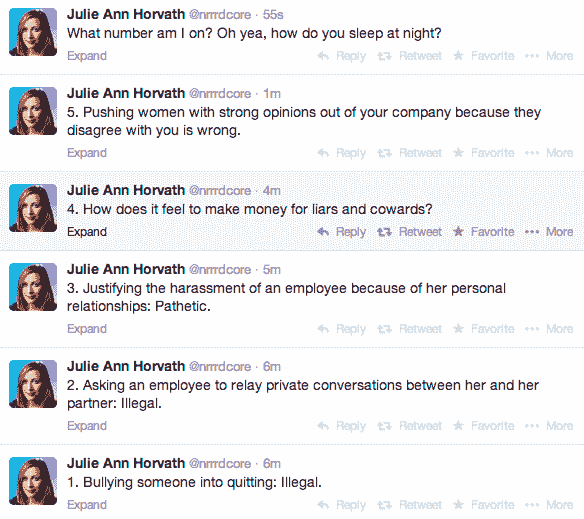 Julie Ann Horvath @nrrrdcore · 55s
What number am I on? Oh yea, how do you sleep at night?
Expand Reply Retweet Favorite More
Julie Ann Horvath @nrrrdcore · 1m
5. Pushing women with strong opinions out of your company because they
disagree with you is wrong.
Expand Reply Retweet Favorite More
Julie Ann Horvath @nrrrdcore · 4m
4. How does it feel to make money for liars and cowards?
Expand Reply Retweet Favorite More
Julie Ann Horvath @nrrrdcore · 5m
3. Justifying the harassment of an employee because of her personal
relationships: Pathetic.
Expand Reply Retweet Favorite More
Julie Ann Horvath @nrrrdcore · 6m
2. Asking an employee to relay private conversations between her and her
partner: Illegal.
Expand Reply Retweet Favorite More
Julie Ann Horvath @nrrrdcore · 6m
1. Bullying someone into quitting: Illegal.
Expand Reply Retweet Favorite More